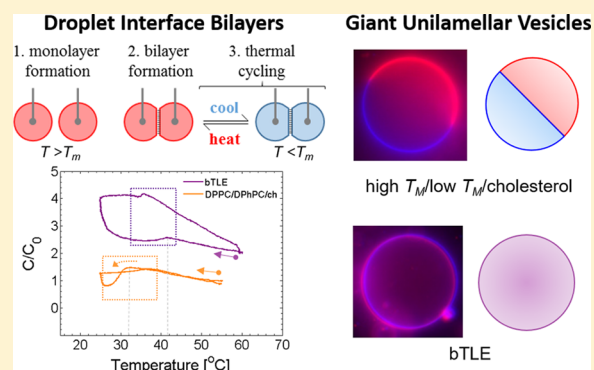 Droplet Interface Bilayers
1. monolayer
formation
2. bilayer
formation
3. thermal
cycling
cool
heat
T >Tm
T <Tm
5
4
3
2
1
0
C/C0
bTLE
DPPC/DPhPC/ch
20 30 40 50 60 70
Temperature [°C]
Giant Unilamellar Vesicles
high TM/low TM/cholesterol
bTLE